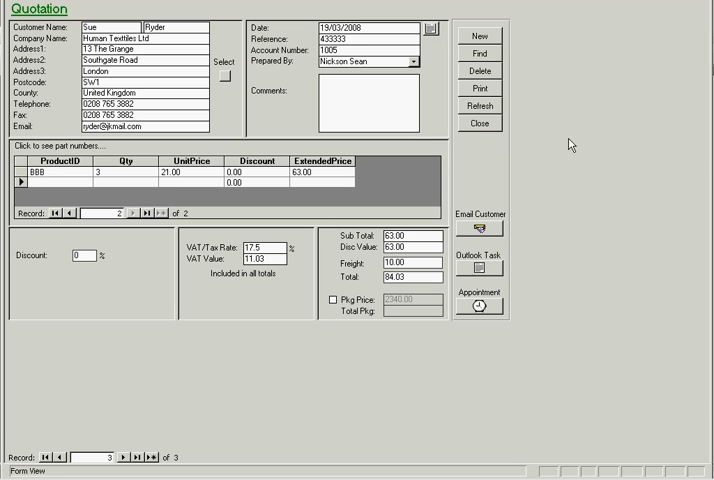 Quotation
Customer Name: Sue Ryder
Company Name: Human Texttiles Ltd
Address1: 13 The Grange
Address2: Southgate Road
Address3: London
Postcode: SW1
County: United Kingdom
Telephone: 0208 765 3882
Fax: 0208 765 3882
Email: ryder@jkmail.com
Select
Date: 19/03/2008
Reference: 433333
Account Number: 1005
Prepared By: Nickson Sean
Comments:
New
Find
Delete
Print
Refresh
Close
Click to see part numbers....
ProductID Qty UnitPrice Discount ExtendedPrice
BBB 3 21.00 0.00 63.00
0.00
Record: 2 of 2
Email Customer
Outlook Task
Appointment
Discount: 0 %
VAT/Tax Rate: 17.5 %
VAT Value: 11.03
Included in all totals
Sub Total: 63.00
Disc Value: 63.00
Freight: 10.00
Total: 84.03
Pkg Price: 2340.00
Total Pkg:
Record: 3 of 3
Form View